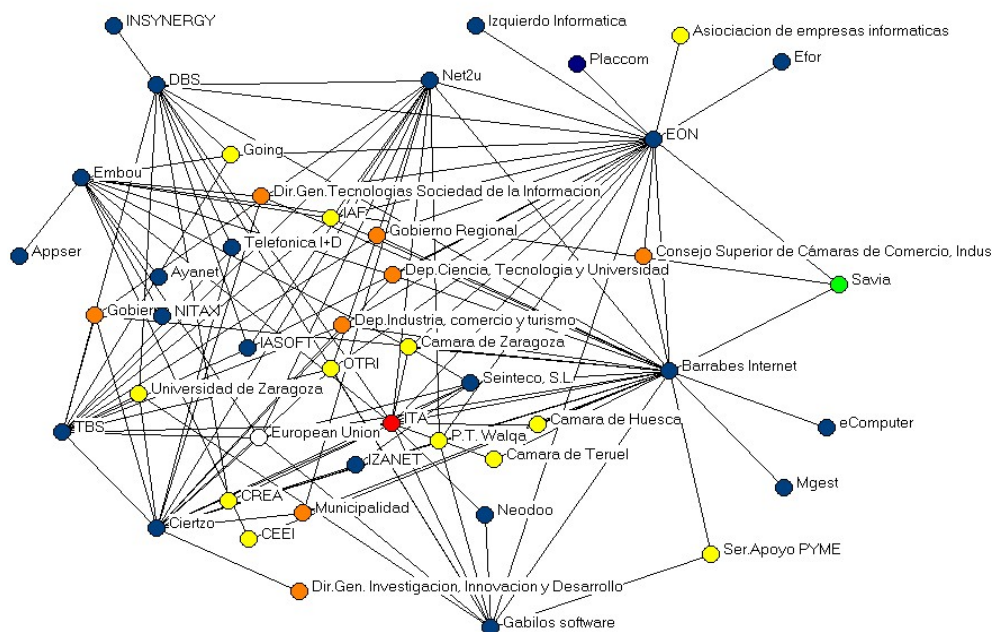 INSYNERGY
Izquierdo Informatica
Asiociacion de empresas informaticas
Placcom
Efor
DBS
Net2u
EON
Going
Embou
Dir.Gen.Tecnologias Sociedad de la Informacion
IAF
Gobierno Regional
Telefonica I+D
Consejo Superior de Cámaras de Comercio, Indus
Appser
Ayanet
Dep.Ciencia, Tecnologia y Universidad
Savia
Gobierno
NITAX
Dep.Industria, comercio y turismo
IASOFT
Camara de Zaragoza
OTRI
Barrabes Internet
Universidad de Zaragoza
Seinteco, S.L.
TBS
European Union
ITA
Camara de Huesca
eComputer
P.T. Walqa
Camara de Teruel
IZANET
Mgest
CREA
Ciertzo
Municipalidad
Neodoo
CEEI
Ser.Apoyo PYME
Dir.Gen. Investigacion, Innovacion y Desarrollo
Gabilos software